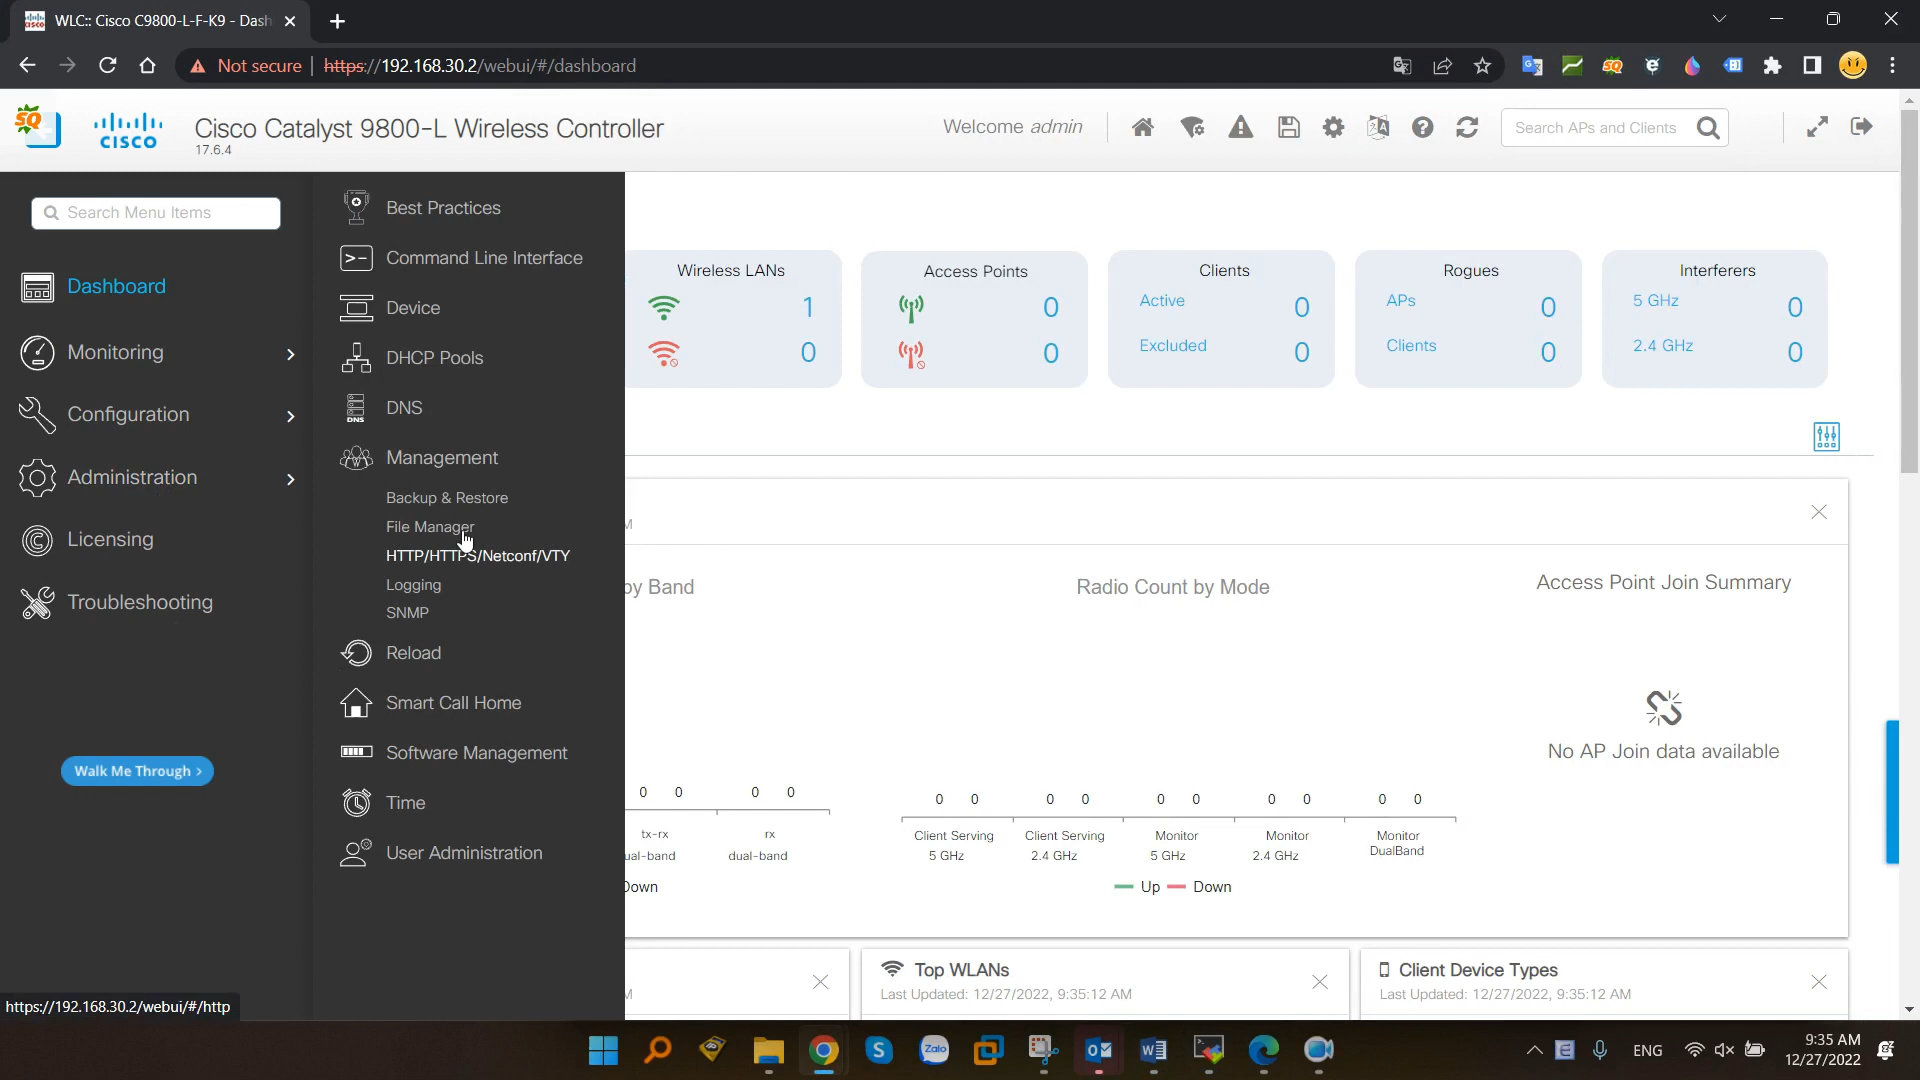 WLC:: Cisco C9800-L-F-K9 - Dash
Not secure | https://192.168.30.2/webui/#/dashboard
SQ
CISCO
Cisco Catalyst 9800-L Wireless Controller
17.6.4
Welcome admin
Search APs and Clients
Search Menu Items
Dashboard
Monitoring
Configuration
Administration
Licensing
Troubleshooting
Walk Me Through >
Best Practices
Command Line Interface
Device
DHCP Pools
DNS
DNS
Management
Backup & Restore
File Manager
HTTP/HTTPS/Netconf/VTY
Logging
SNMP
Reload
Smart Call Home
Software Management
Time
User Administration
Wireless LANs
1
0
Access Points
0
0
Clients
Active 0
Excluded 0
Rogues
APs 0
Clients 0
Interferers
5 GHz 0
2.4 GHz 0
M
by Band
Radio Count by Mode
Access Point Join Summary
No AP Join data available
0 0 0 0
tx-rx rx
ual-band dual-band
Down
0 0 0 0 0 0 0 0 0 0
Client Serving Client Serving Monitor Monitor Monitor
5 GHz 2.4 GHz 5 GHz 2.4 GHz DualBand
Up Down
M
Top WLANs
Last Updated: 12/27/2022, 9:35:12 AM
Client Device Types
Last Updated: 12/27/2022, 9:35:12 AM
https://192.168.30.2/webui/#/http
Zalo
ENG
9:35 AM
12/27/2022